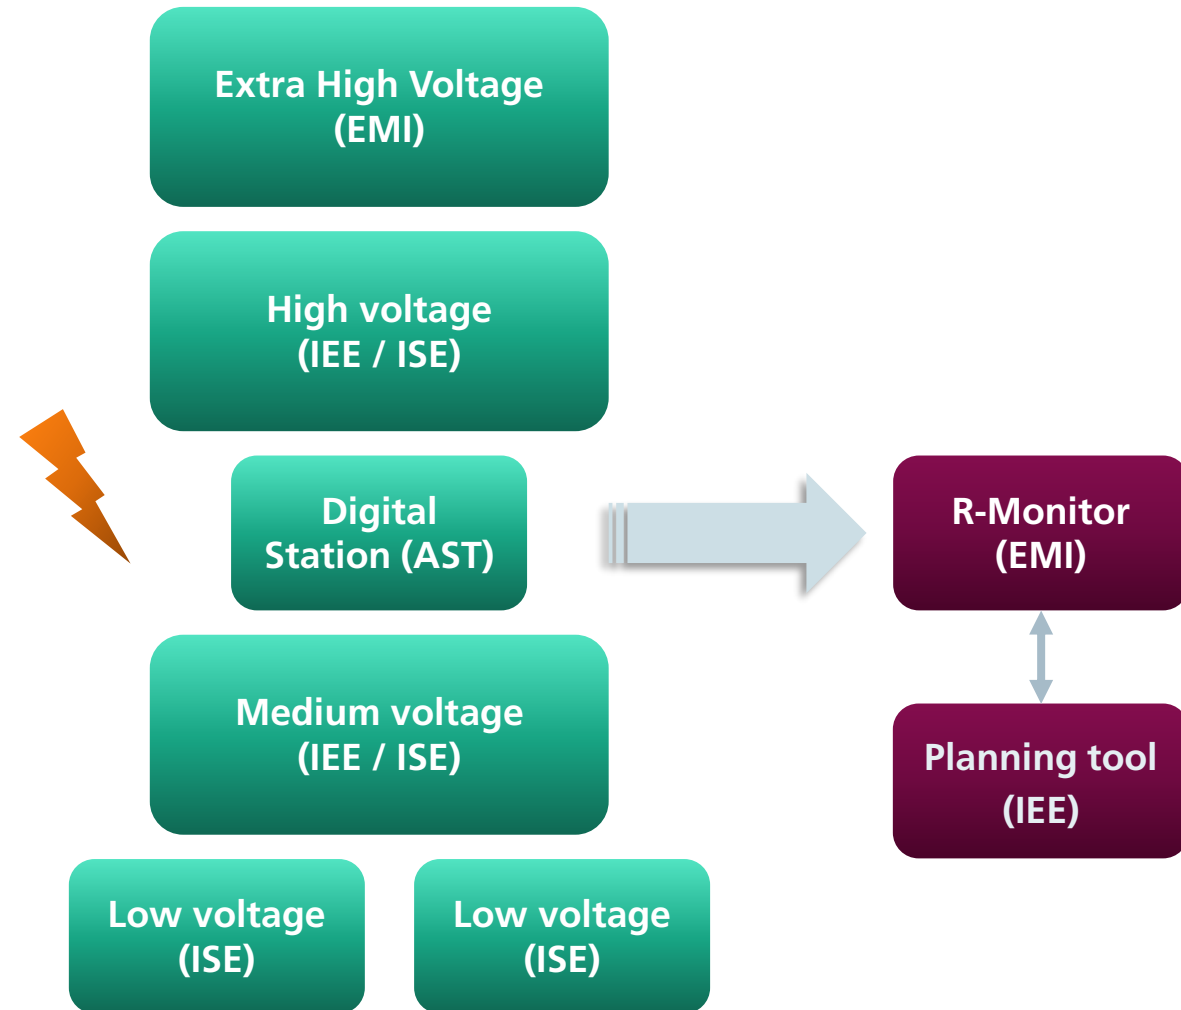 Extra High Voltage
(EMI)
High voltage
(IEE / ISE)
Digital
Station (AST)
R-Monitor
(EMI)
Medium voltage
(IEE / ISE)
Planning tool
(IEE)
Low voltage
(ISE)
Low voltage
(ISE)